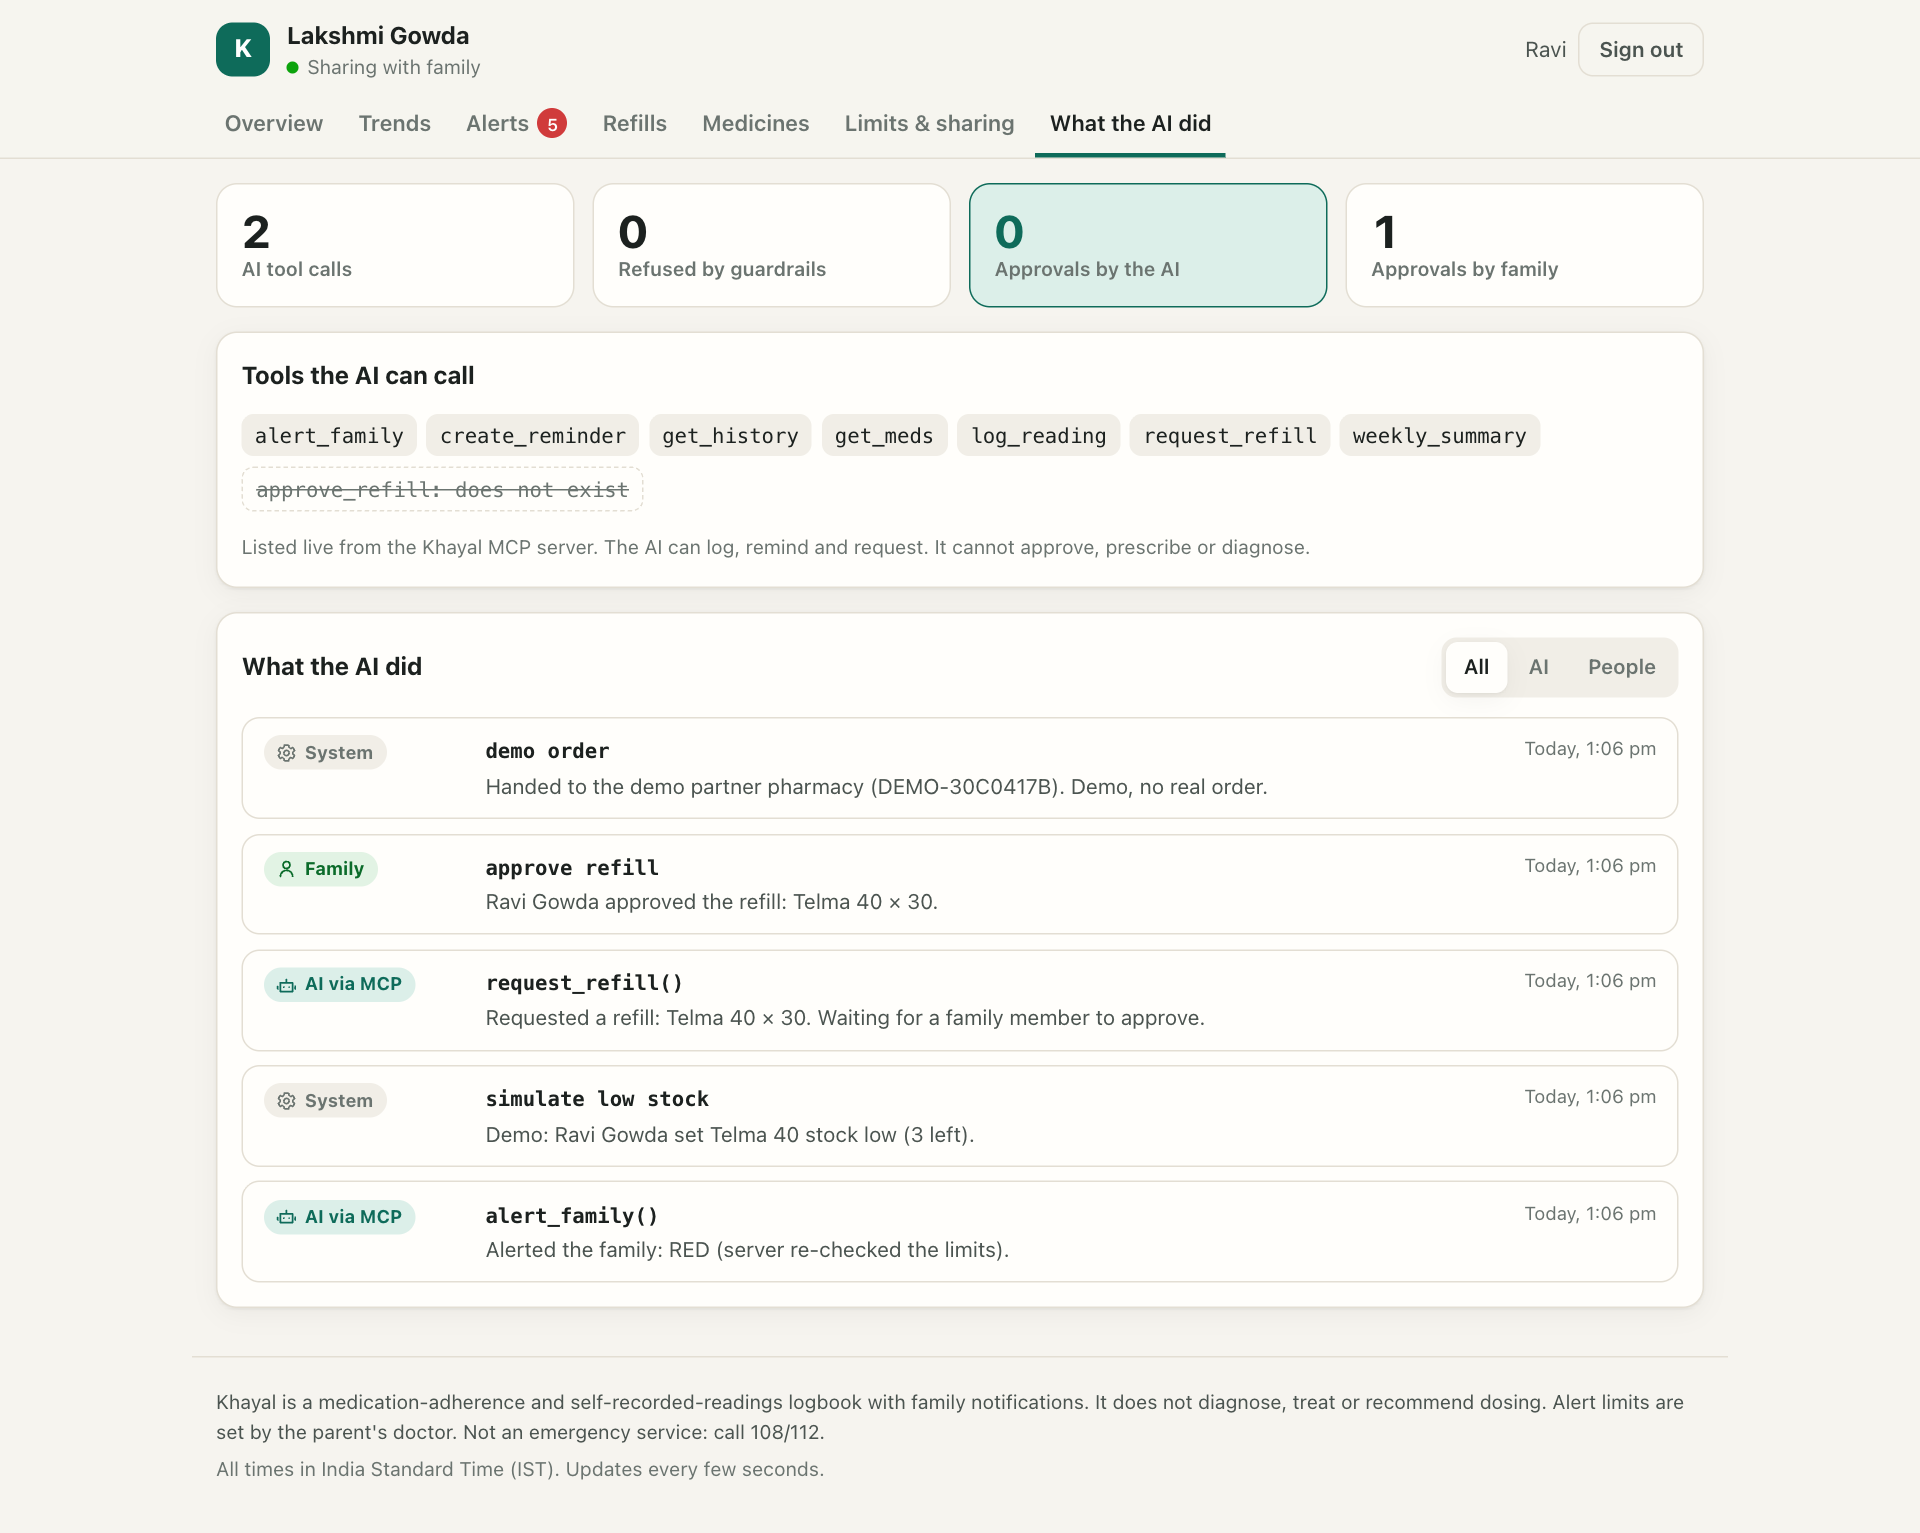 K
Lakshmi Gowda
Sharing with family
Ravi
Sign out
Overview
Trends
Alerts 5
Refills
Medicines
Limits & sharing
What the AI did
2
AI tool calls
0
Refused by guardrails
0
Approvals by the AI
1
Approvals by family
Tools the AI can call
alert_family
create_reminder
get_history
get_meds
log_reading
request_refill
weekly_summary
approve_refill: does not exist
Listed live from the Khayal MCP server. The AI can log, remind and request. It cannot approve, prescribe or diagnose.
What the AI did
All
AI
People
System
demo order
Today, 1:06 pm
Handed to the demo partner pharmacy (DEMO-30C0417B). Demo, no real order.
Family
approve refill
Today, 1:06 pm
Ravi Gowda approved the refill: Telma 40 × 30.
AI via MCP
request_refill()
Today, 1:06 pm
Requested a refill: Telma 40 × 30. Waiting for a family member to approve.
System
simulate low stock
Today, 1:06 pm
Demo: Ravi Gowda set Telma 40 stock low (3 left).
AI via MCP
alert_family()
Today, 1:06 pm
Alerted the family: RED (server re-checked the limits).
Khayal is a medication-adherence and self-recorded-readings logbook with family notifications. It does not diagnose, treat or recommend dosing. Alert limits are
set by the parent's doctor. Not an emergency service: call 108/112.
All times in India Standard Time (IST). Updates every few seconds.